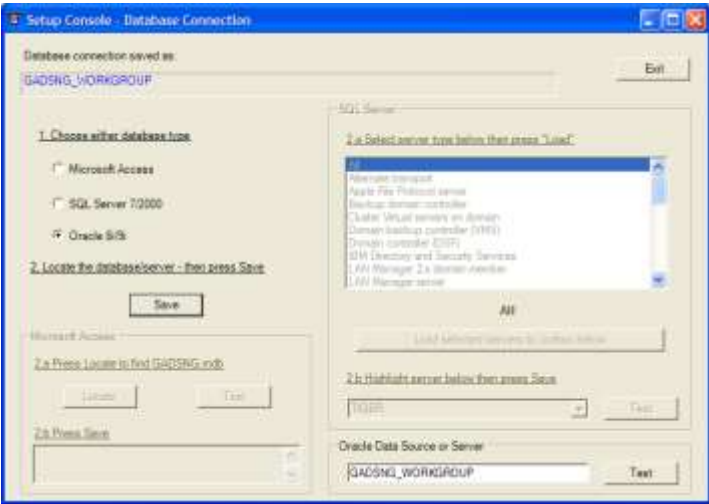 Setup Console - Database Connection
Database connection saved as:
GADSNG_WORKGROUP
Exit
1. Choose either database type
Microsoft Access
SQL Server 7/2000
Oracle 8i/9i
2. Locate the database/server - then press Save
Save
Microsoft Access
2.a Press Locate to find GADSNG.mdb
Locate
Test
2.b Press Save
SQL Server
2.a Select server type below then press "Load"
All
Alternate transport
Apple File Protocol server
Backup domain controller
Cluster Virtual servers on domain
Domain backup controller (VMS)
Domain controller
IBM Directory and Security Services
LAN Manager 2.x domain member
LAN Manager server
All
Load selected servers to combo below
2.b Highlight server below then press Save
TIGER
Test
Oracle Data Source or Server
GADSNG_WORKGROUP
Test